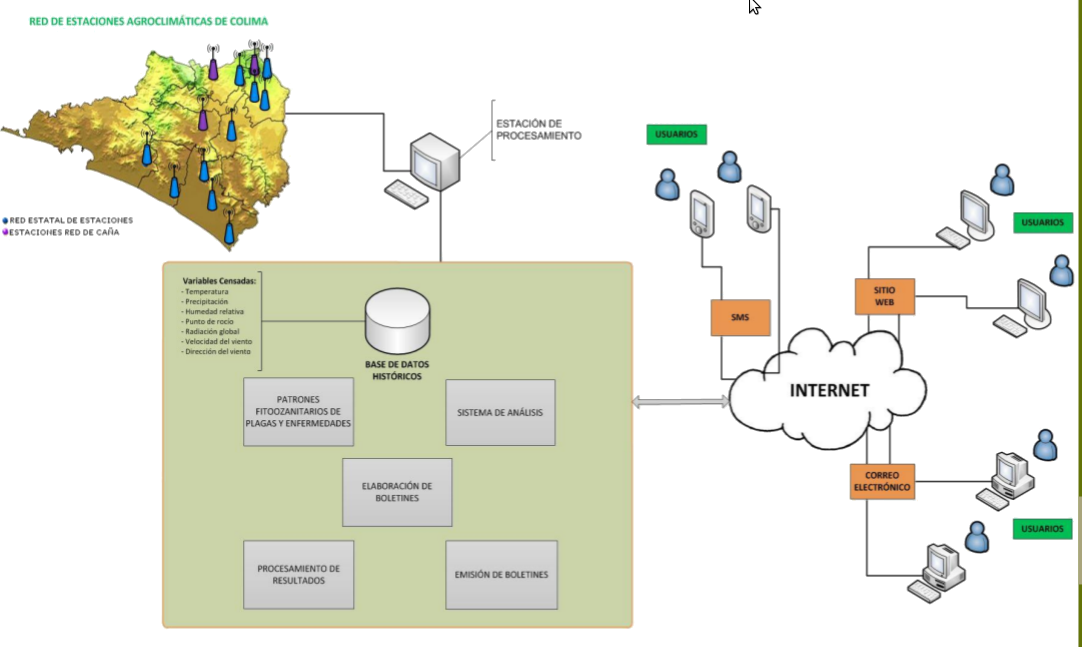 RED DE ESTACIONES AGROCLIMÁTICAS DE COLIMA
RED ESTATAL DE ESTACIONES
ESTACIONES RED DE CAÑA
ESTACIÓN DE
PROCESAMIENTO
Variables Censadas:
- Temperatura
- Precipitación
- Humedad relativa
- Punto de rocío
- Radiación global
- Velocidad del viento
- Dirección del viento
BASE DE DATOS
HISTÓRICOS
PATRONES
FITOOZANITARIOS DE
PLAGAS Y ENFERMEDADES
SISTEMA DE ANÁLISIS
ELABORACIÓN DE
BOLETINES
PROCESAMIENTO DE
RESULTADOS
EMISIÓN DE BOLETINES
USUARIOS
SMS
INTERNET
SITIO
WEB
USUARIOS
CORREO
ELECTRÓNICO
USUARIOS